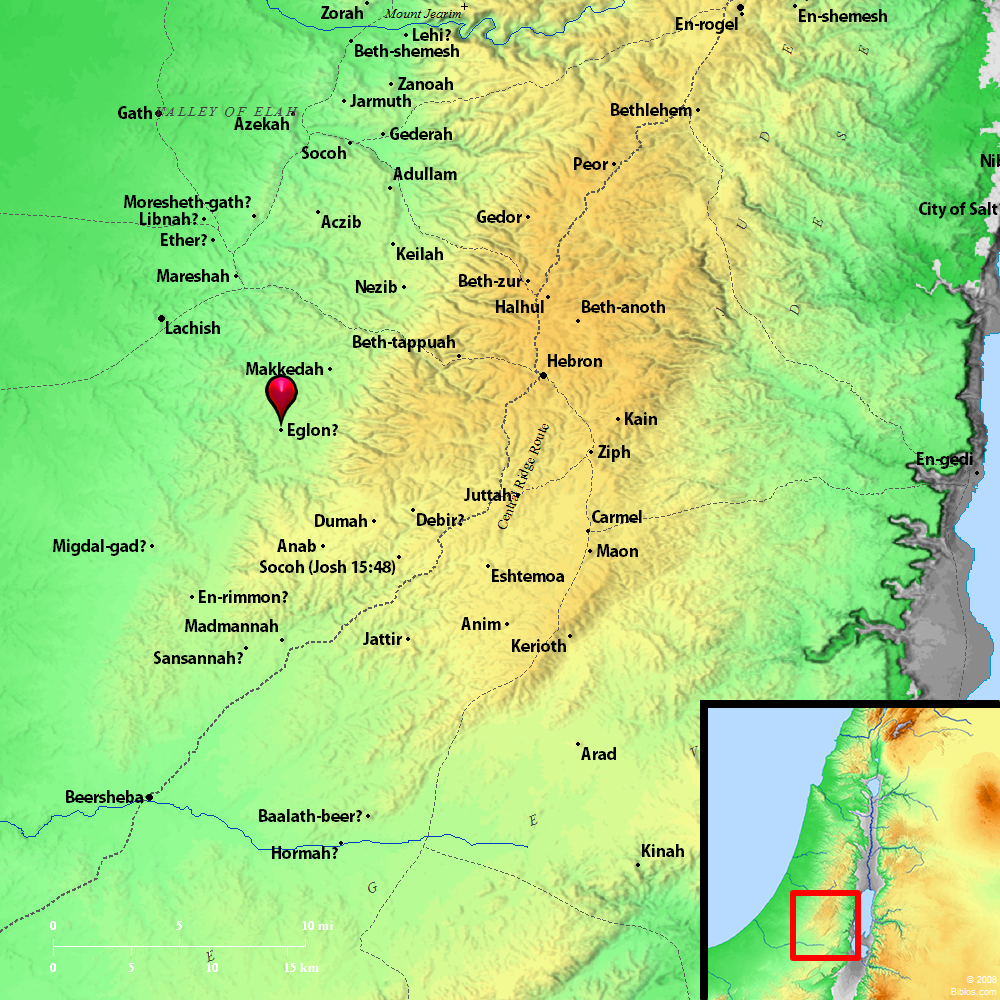 Zorah
Mount Jearim
En-rogel
En-shemesh
Lehi?
Beth-shemesh
Zanoah
Jarmuth
Gath
VALLEY OF ELAH
Azekah
Gederah
Bethlehem
Socoh
Adullam
Peor
Nib
Moresheth-gath?
Libnah?
Aczib
Gedor
City of Salt?
Ether?
Keilah
Mareshah
Nezib
Beth-zur
Halhul
Beth-anoth
Lachish
Beth-tappuah
Hebron
Makkedah
Eglon?
Kain
Central Ridge Route
Ziph
En-gedi
Juttah
Dumah
Debir?
Carmel
Migdal-gad?
Anab
Maon
Socoh (Josh 15:48)
Eshtemoa
En-rimmon?
Madmannah
Anim
Jattir
Kerioth
Sansannah?
Arad
Beersheba
Baalath-beer?
Hormah?
Kinah
J U D E
D E S E
N E G E V
0 5 10 mi
0 5 10 15 km
© 2008
Biblos.com